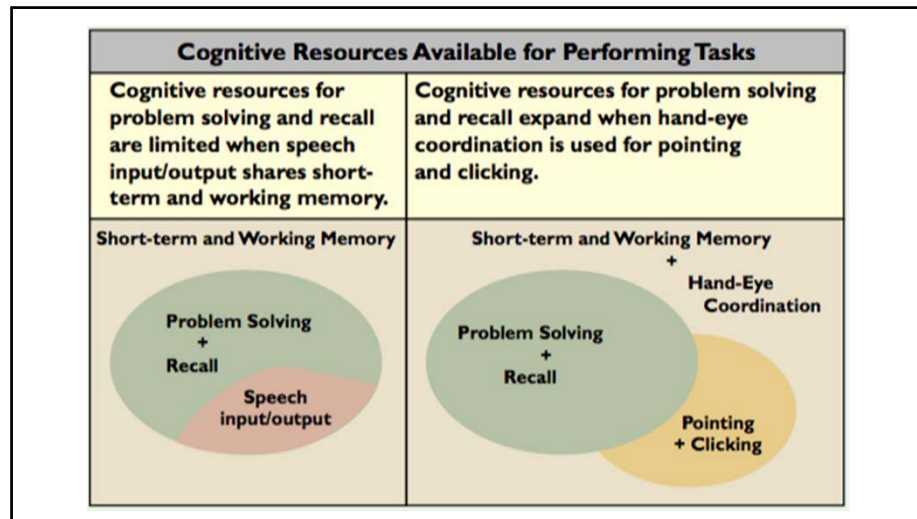 Cognitive Resources Available for Performing Tasks
Cognitive resources for
problem solving and recall
are limited when speech
input/output shares short-
term and working memory.
Cognitive resources for problem solving
and recall expand when hand-eye
coordination is used for pointing
and clicking.
Short-term and Working Memory
Problem Solving
+
Recall
Speech
input/output
Short-term and Working Memory
+
Hand-Eye
Coordination
Problem Solving
+
Recall
Pointing
+ Clicking